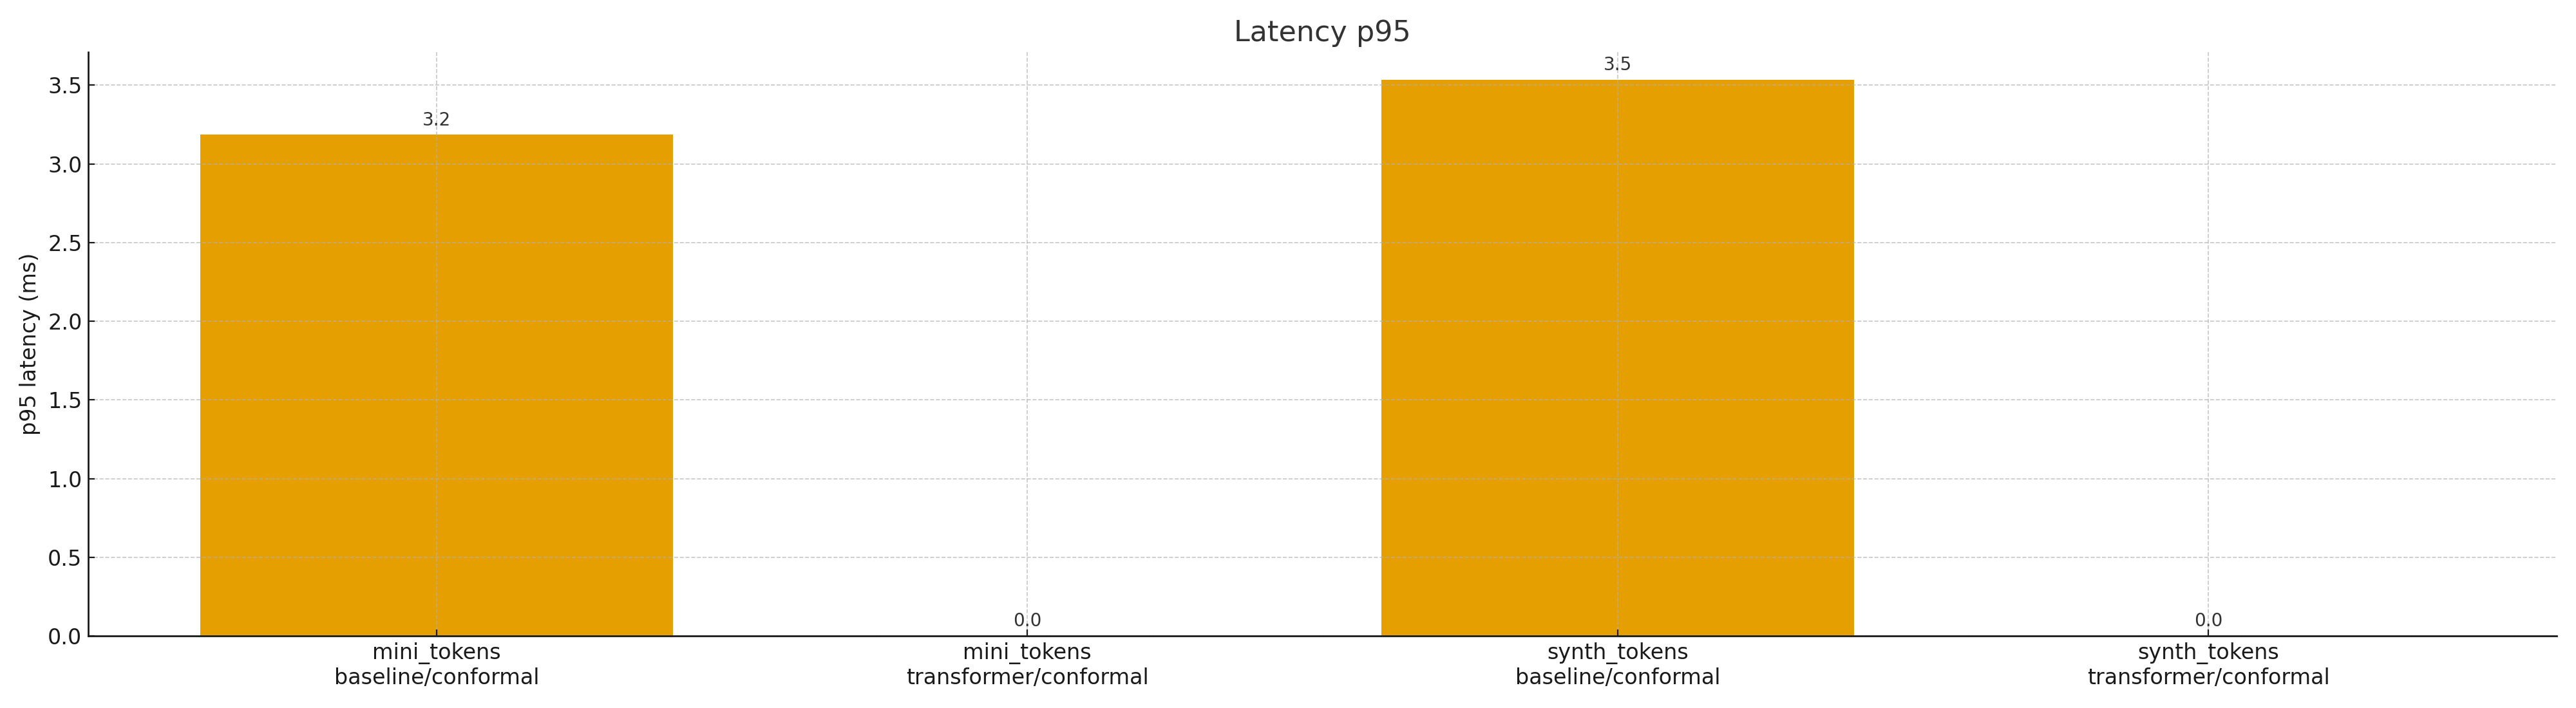 Latency p95
p95 latency (ms)
3.5
3.0
2.5
2.0
1.5
1.0
0.5
0.0
3.2
0.0
3.5
0.0
mini_tokens
baseline/conformal
mini_tokens
transformer/conformal
synth_tokens
baseline/conformal
synth_tokens
transformer/conformal